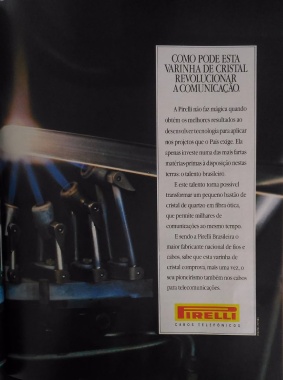 COMO PODE ESTA
VARINHA DE CRISTAL
REVOLUCIONAR
A COMUNICAÇÃO.
A Pirelli não faz mágica quando
obtém os melhores resultados ao
desenvolver tecnologia para aplicar
nos projetos que o País exige. Ela
apenas investe numa das mais fartas
matérias-primas à disposição nestas
terras: o talento brasileiro.
E este talento torna possível
transformar um pequeno bastão de
cristal de quartzo em fibra ótica,
que permite milhares de
comunicações ao mesmo tempo.
E sendo a Pirelli Brasileira o
maior fabricante nacional de fios e
cabos, sabe que esta varinha de
cristal comprova, mais uma vez, o
seu pioneirismo também nos cabos
para telecomunicações.
PIRELLI
CABOS TELEFÔNICOS